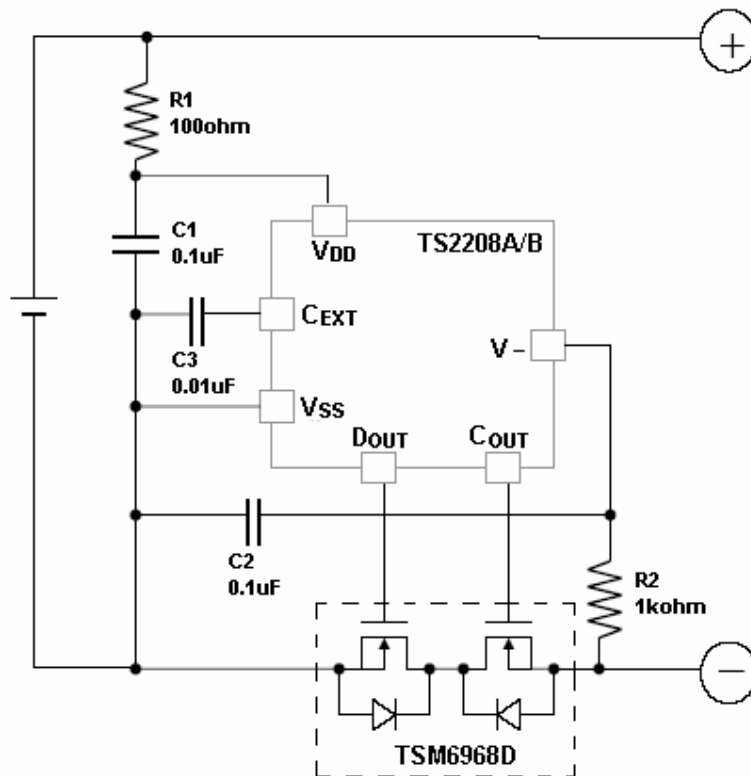 +
R1
100ohm
C1
0.1uF
VDD
TS2208A/B
CEXT
C3
0.01uF
V-
VSS
DOUT
COUT
C2
0.1uF
R2
1kohm
-
TSM6968D